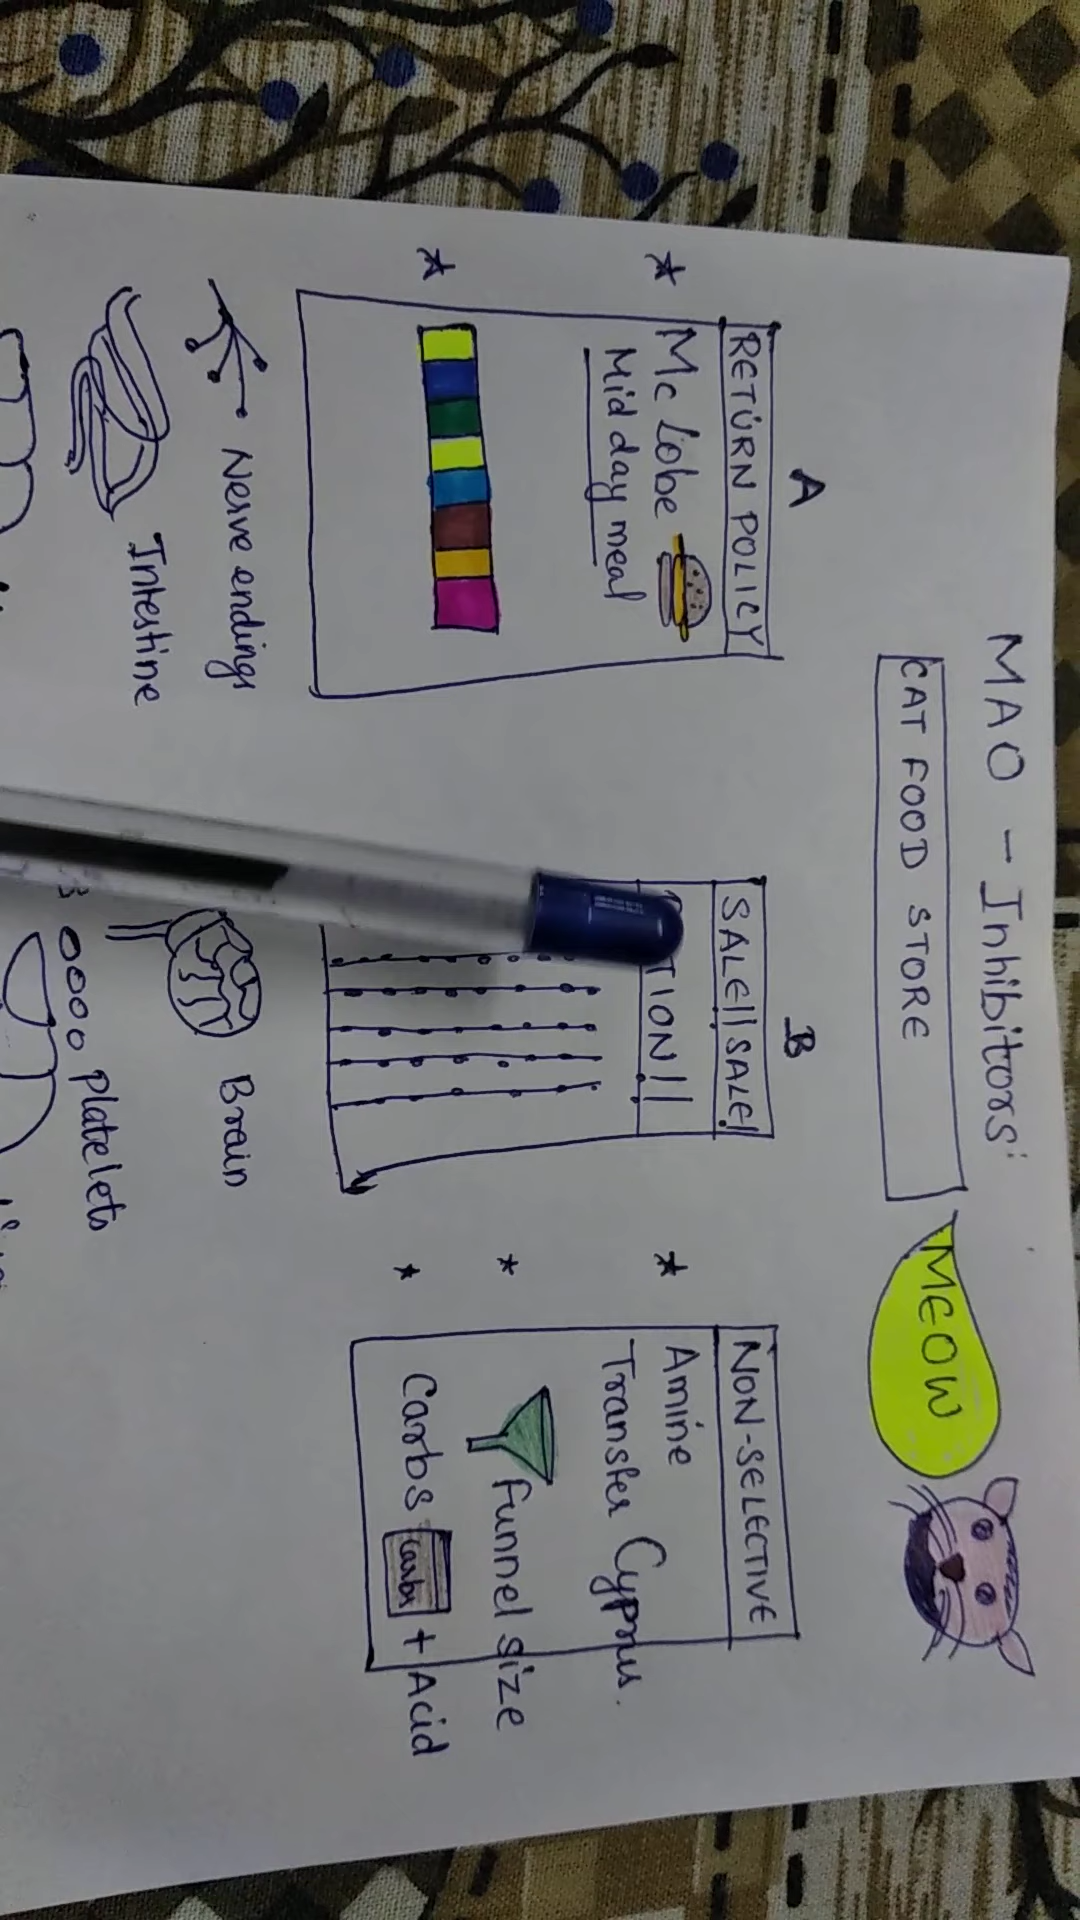 MAO - Inhibitors:
CAT FOOD STORE
MEOW
A
RETURN POLICY
Mc Lobe
Mid day meal
Nerve endings
Intestine
B
SALE!! SALE!
TION!!
Brain
platelets
NON-SELECTIVE
Amine
Transfer Cyprus.
Funnel size
Carbs Carbs + Acid